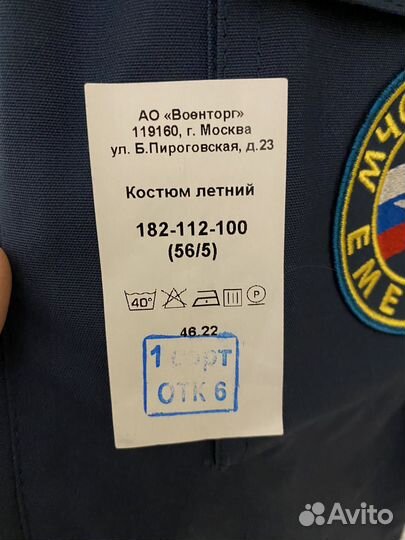 АО «Военторг»
119160, г. Москва
ул. Б.Пироговская, д.23
Костюм летний
182-112-100
(56/5)
40°
P
46.22
1 сорт
ОТК 6
МЧС
EME
Avito